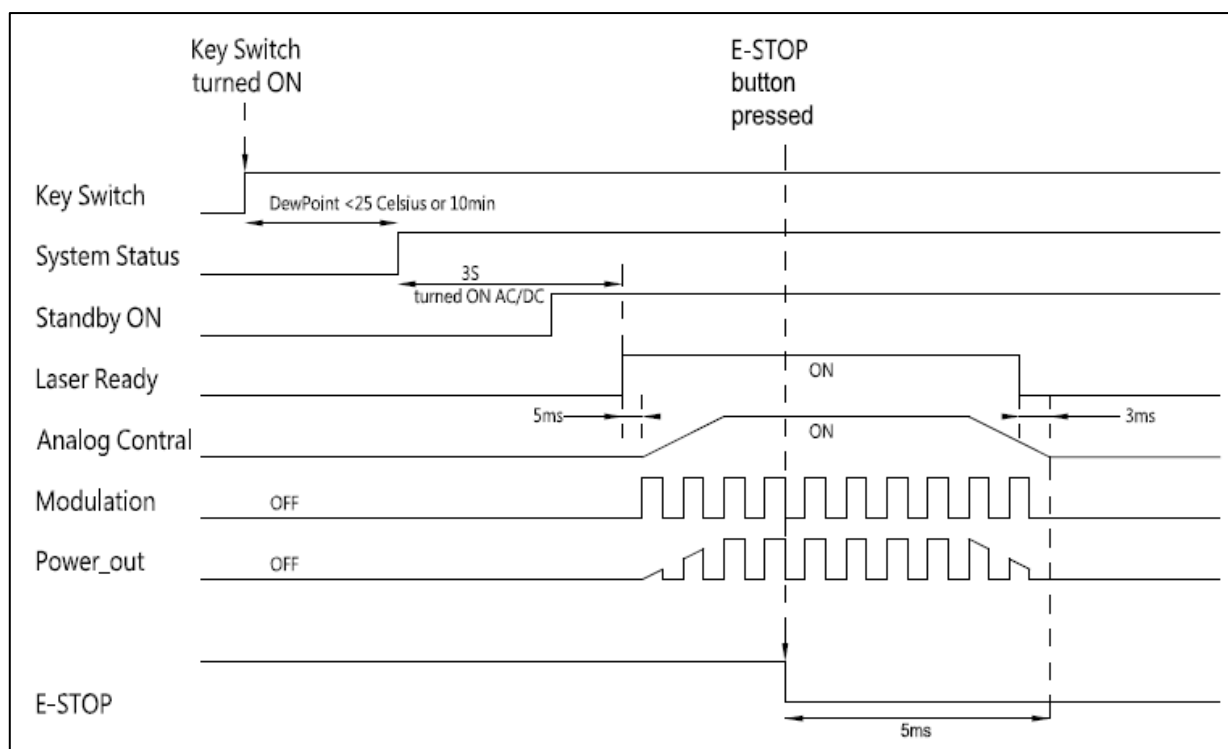 Key Switch
turned ON
E-STOP
button
pressed
Key Switch
DewPoint <25 Celsius or 10min
System Status
3S
turned ON AC/DC
Standby ON
Laser Ready
ON
5ms
3ms
Analog Contral
ON
Modulation
OFF
Power_out
OFF
E-STOP
5ms